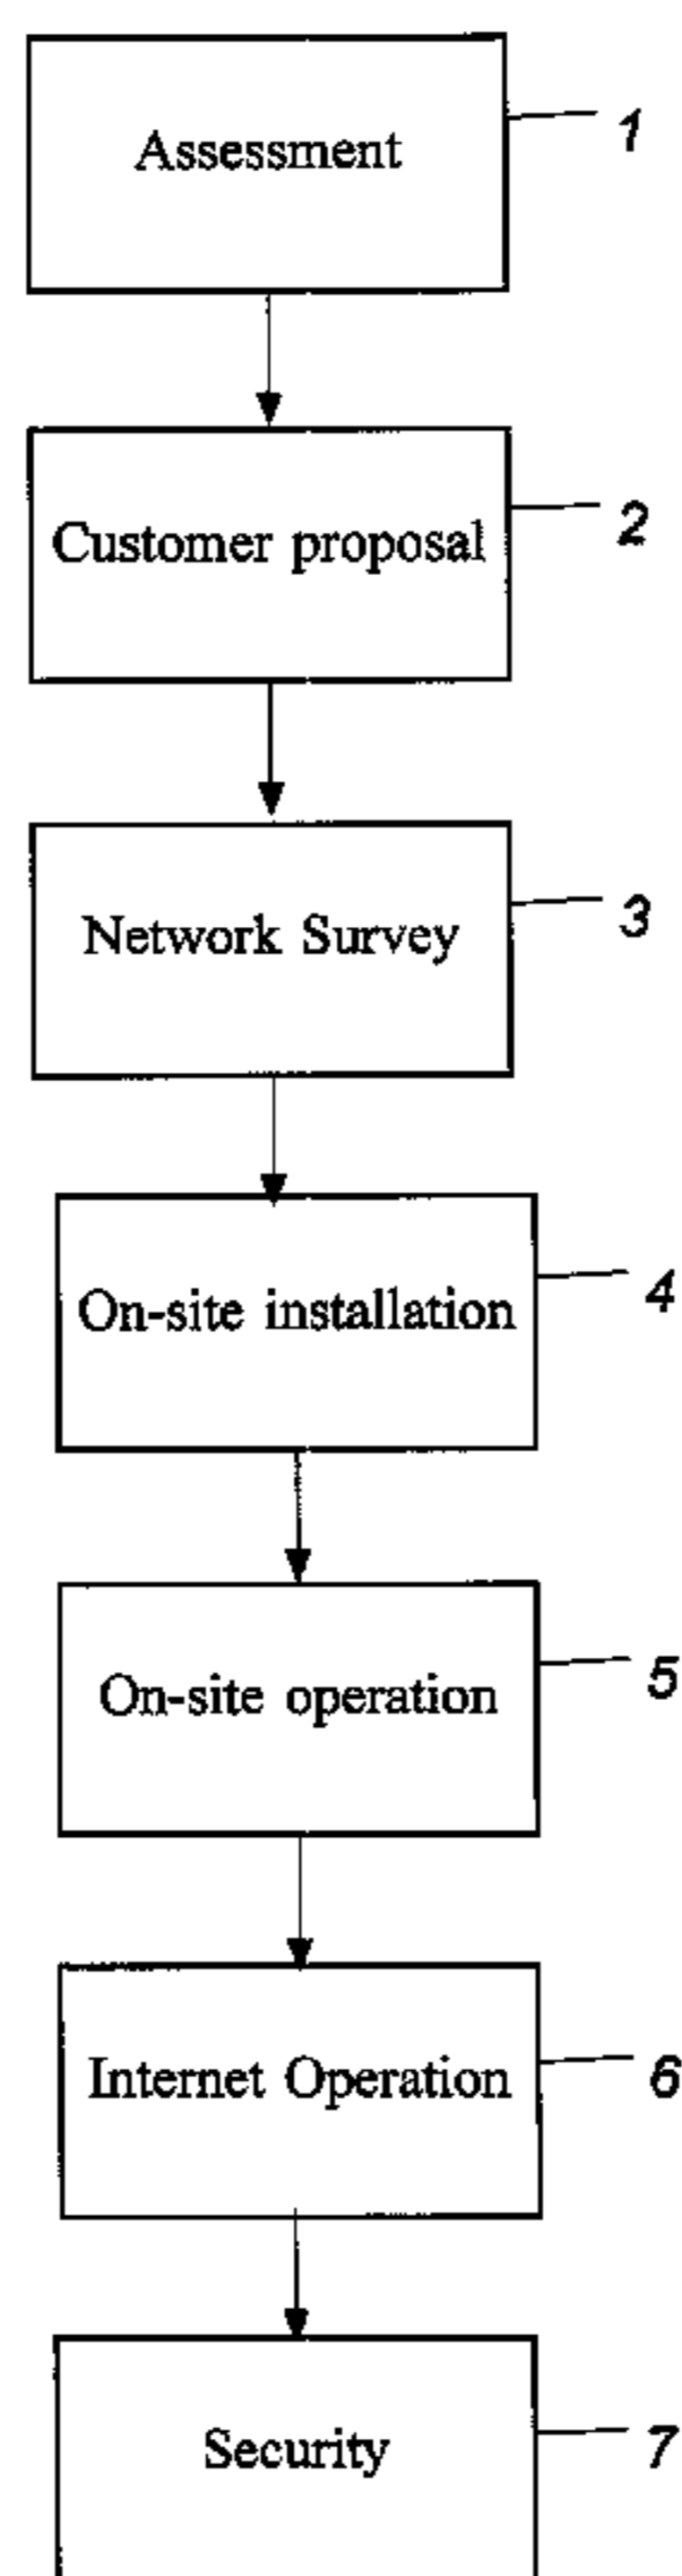 Assessment
1
Customer proposal
2
Network Survey
3
On-site installation
4
On-site operation
5
Internet Operation
6
Security
7